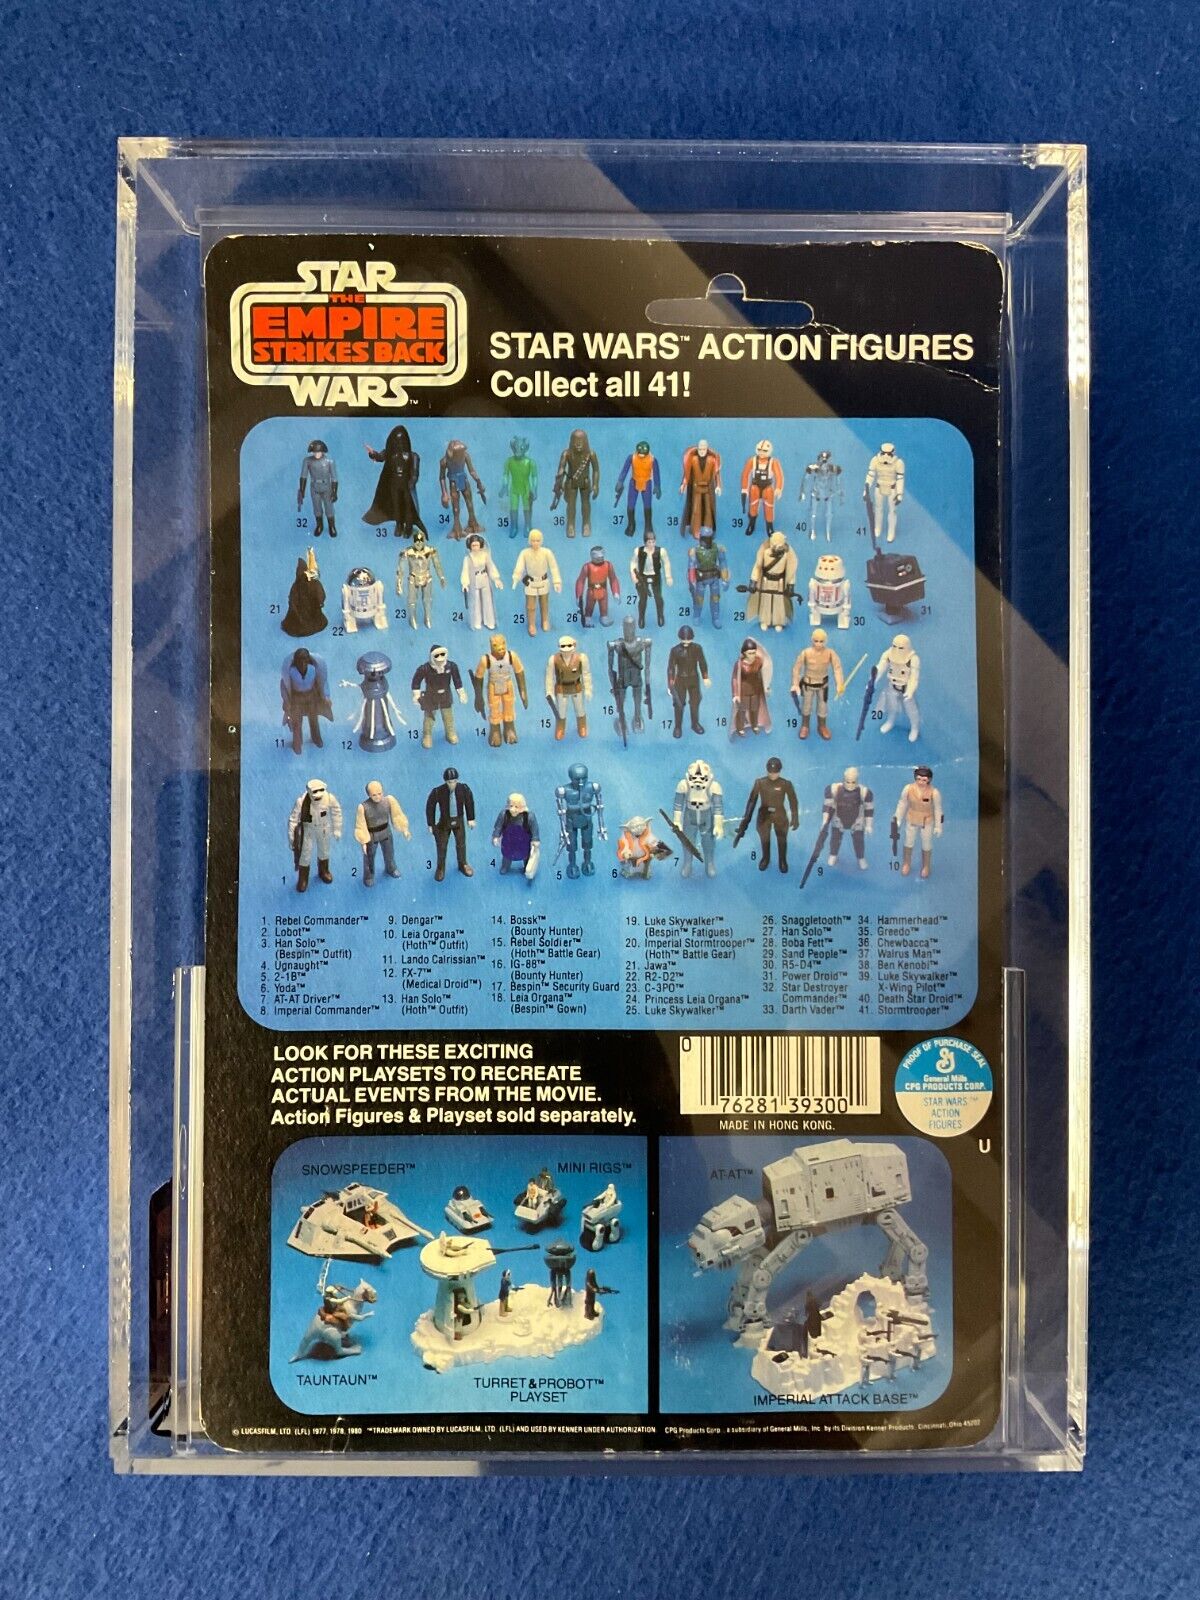 STAR
THE
EMPIRE
STRIKES BACK
WARS™
STAR WARS™ ACTION FIGURES
Collect all 41!
32
33
34
35
36
37
38
39
40
41
21
22
23
24
25
26
27
28
29
30
31
11
12
13
14
15
16
17
18
19
20
1
2
3
4
5
6
7
8
9
10
1. Rebel Commander™
2. Lobot™
3. Han Solo™
(Bespin™ Outfit)
4. Ugnaught™
5. 2-1B™
6. Yoda™
7. AT-AT Driver™
8. Imperial Commander™
9. Dengar™
10. Leia Organa™
(Hoth™ Outfit)
11. Lando Calrissian™
12. FX-7™
(Medical Droid™)
13. Han Solo™
(Hoth™ Outfit)
14. Bossk™
(Bounty Hunter)
15. Rebel Soldier™
(Hoth™ Battle Gear)
16. IG-88™
(Bounty Hunter)
17. Bespin™ Security Guard
18. Leia Organa™
(Bespin™ Gown)
19. Luke Skywalker™
(Bespin™ Fatigues)
20. Imperial Stormtrooper™
(Hoth™ Battle Gear)
21. Jawa™
22. R2-D2™
23. C-3PO™
24. Princess Leia Organa™
25. Luke Skywalker™
26. Snaggletooth™
27. Han Solo™
28. Boba Fett™
29. Sand People™
30. R5-D4™
31. Power Droid™
32. Star Destroyer
Commander™
33. Darth Vader™
34. Hammerhead™
35. Greedo™
36. Chewbacca™
37. Walrus Man™
38. Ben Kenobi™
39. Luke Skywalker™
X-Wing Pilot™
40. Death Star Droid™
41. Stormtrooper™
LOOK FOR THESE EXCITING
ACTION PLAYSETS TO RECREATE
ACTUAL EVENTS FROM THE MOVIE.
Action Figures & Playset sold separately.
0
76281 39300
MADE IN HONG KONG.
PROOF OF PURCHASE SEAL
General Mills
CPG PRODUCTS CORP.
STAR WARS™
ACTION
FIGURES
U
SNOWSPEEDER™
MINI RIGS™
TAUNTAUN™
TURRET & PROBOT™
PLAYSET
AT-AT™
IMPERIAL ATTACK BASE™
© LUCASFILM, LTD. (LFL) 1977, 1978, 1980 ™TRADEMARK OWNED BY LUCASFILM, LTD. (LFL) AND USED BY KENNER UNDER AUTHORIZATION. CPG Products Corp., a subsidiary of General Mills, Inc. by its Division Kenner Products, Cincinnati, Ohio 45202